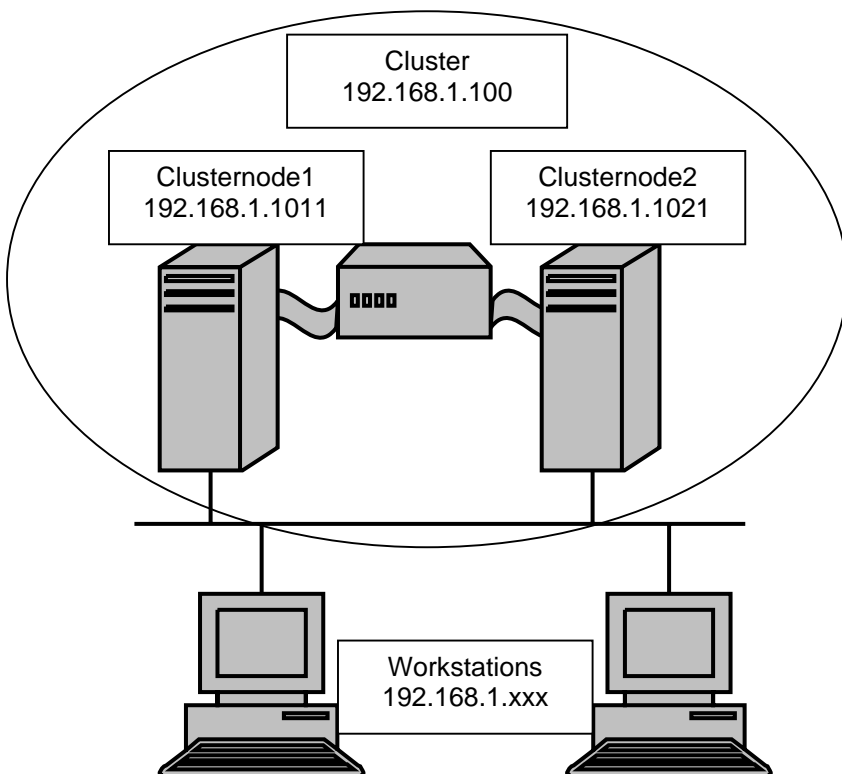 Cluster
192.168.1.100
Clusternode1
192.168.1.1011
Clusternode2
192.168.1.1021
Workstations
192.168.1.xxx